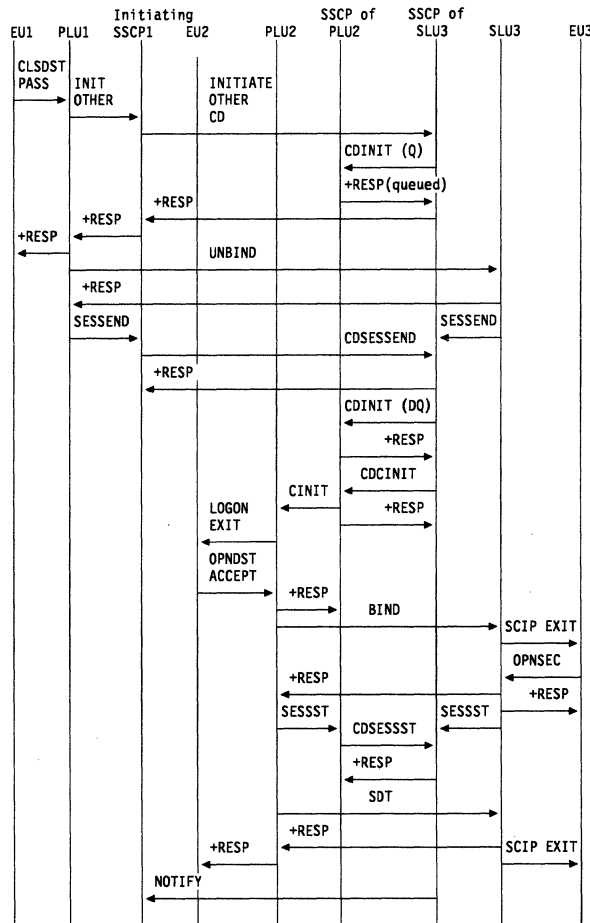 Initiating SSCP of SSCP of
EU1 PLU1 SSCP1 EU2 PLU2 PLU2 SLU3 SLU3 EU3
CLSDST
PASS INIT
OTHER
INITIATE
OTHER
CD
CDINIT (Q)
+RESP(queued)
+RESP
+RESP
+RESP
UNBIND
+RESP
SESSEND CDSESSEND SESSEND
+RESP
CDINIT (DQ)
+RESP
CDCINIT
CINIT
+RESP
LOGON
EXIT
OPNDST
ACCEPT
+RESP
BIND
SCIP EXIT
OPNSEC
+RESP
+RESP
SESSST CDSESSST SESSST
+RESP
SDT
+RESP
+RESP SCIP EXIT
NOTIFY